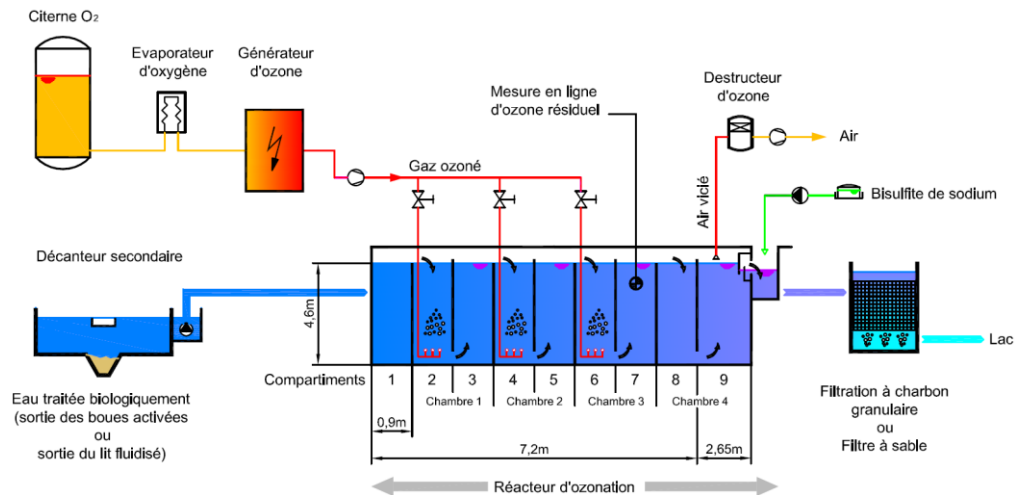 Citerne O₂
Evaporateur
d'oxygène
Générateur
d'ozone
Mesure en ligne
d'ozone résiduel
Destructeur
d'ozone
Air
Gaz ozoné
Air viclé
Bisulfite de sodium
Décanteur secondaire
4,6m
Lac
Compartiments
1 2 3 4 5 6 7 8 9
Chambre 1 Chambre 2 Chambre 3 Chambre 4
Eau traitée biologiquement
(sortie des boues activées
ou
sortie du lit fluidisé)
Filtration à charbon
granulaire
ou
Filtre à sable
0,9m
7,2m
2,65m
Réacteur d'ozonation